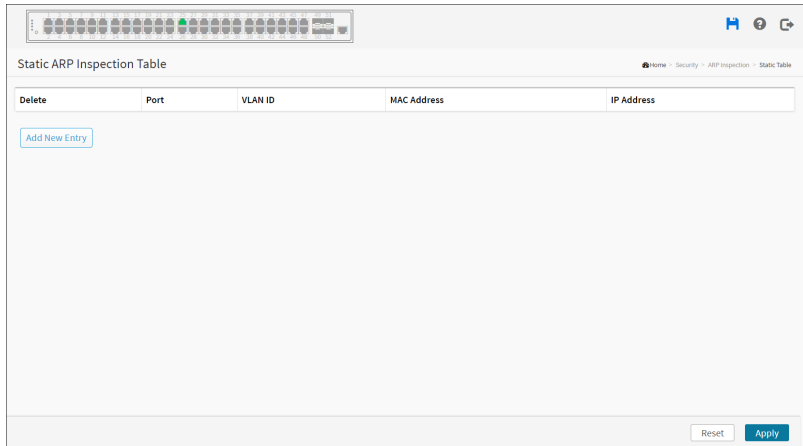 Static ARP Inspection Table
Home > Security > ARP Inspection > Static Table
Delete Port VLAN ID MAC Address IP Address
Add New Entry
Reset Apply